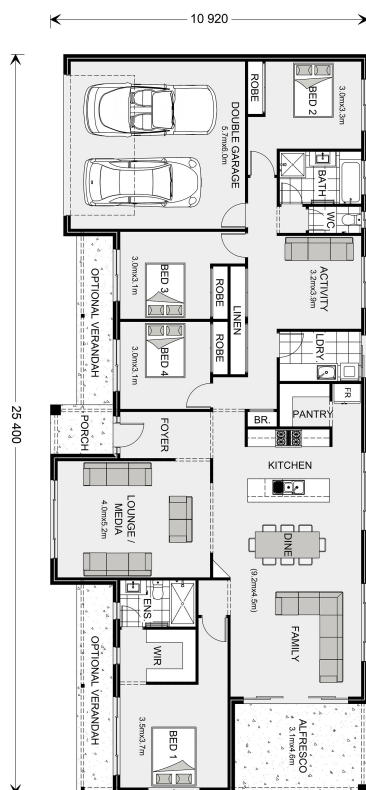 10 920
25 400
ROBE
BED 2
3.0mx3.3m
DOUBLE GARAGE
5.7mx6.0m
BATH
WC
ACTIVITY
3.2mx3.9m
OPTIONAL VERANDAH
BED 3
3.0mx3.1m
ROBE
LINEN
BED 4
3.0mx3.1m
ROBE
LDRY.
PANTRY
FR
BR.
PORCH
FOYER
KITCHEN
LOUNGE /
MEDIA
4.0mx5.2m
DINE
(9.2mx4.5m)
FAMILY
ENS.
WIR
OPTIONAL VERANDAH
BED 1
3.5mx3.7m
ALFRESCO
3.1mx4.6m